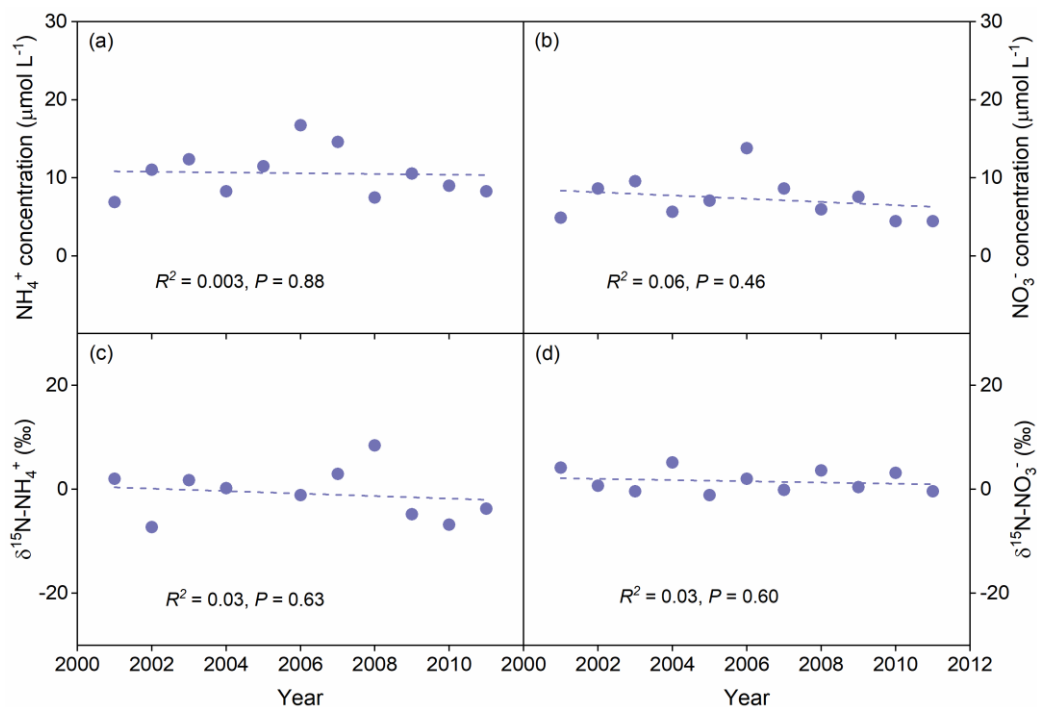 30
(a)
(b)
30
20
20
10
10
0
0
NH₄⁺ concentration (μmol L⁻¹)
NO₃⁻ concentration (μmol L⁻¹)
R² = 0.003, P = 0.88
R² = 0.06, P = 0.46
(c)
(d)
20
20
0
0
-20
-20
δ¹⁵N-NH₄⁺ (‰)
δ¹⁵N-NO₃⁻ (‰)
R² = 0.03, P = 0.63
R² = 0.03, P = 0.60
2000 2002 2004 2006 2008 2010 2000 2002 2004 2006 2008 2010 2012
Year
Year